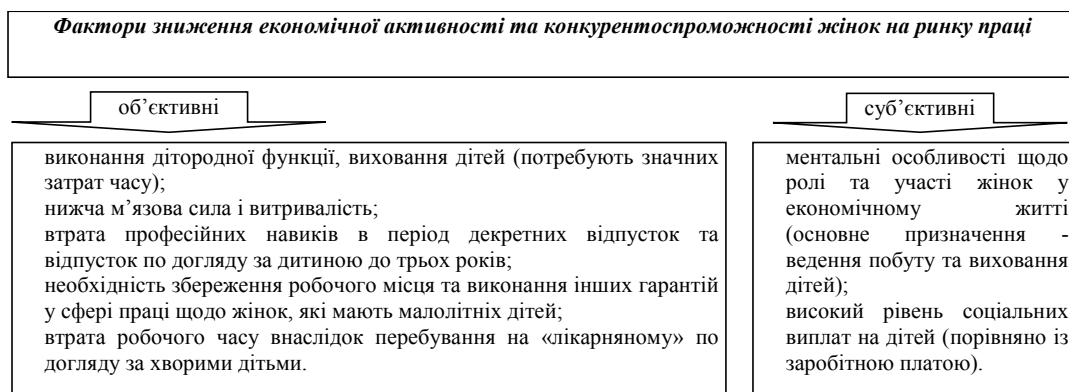 Фактори зниження економічної активності та конкурентоспроможності жінок на ринку праці
об’єктивні
виконання дітородної функції, виховання дітей (потребують значних
затрат часу);
нижча м’язова сила і витривалість;
втрата професійних навиків в період декретних відпусток та
відпусток по догляду за дитиною до трьох років;
необхідність збереження робочого місця та виконання інших гарантій
у сфері праці щодо жінок, які мають малолітніх дітей;
втрата робочого часу внаслідок перебування на «лікарняному» по
догляду за хворими дітьми.
суб’єктивні
ментальні особливості щодо
ролі та участі жінок у
економічному житті
(основне призначення -
ведення побуту та виховання
дітей);
високий рівень соціальних
виплат на дітей (порівняно із
заробітною платою).